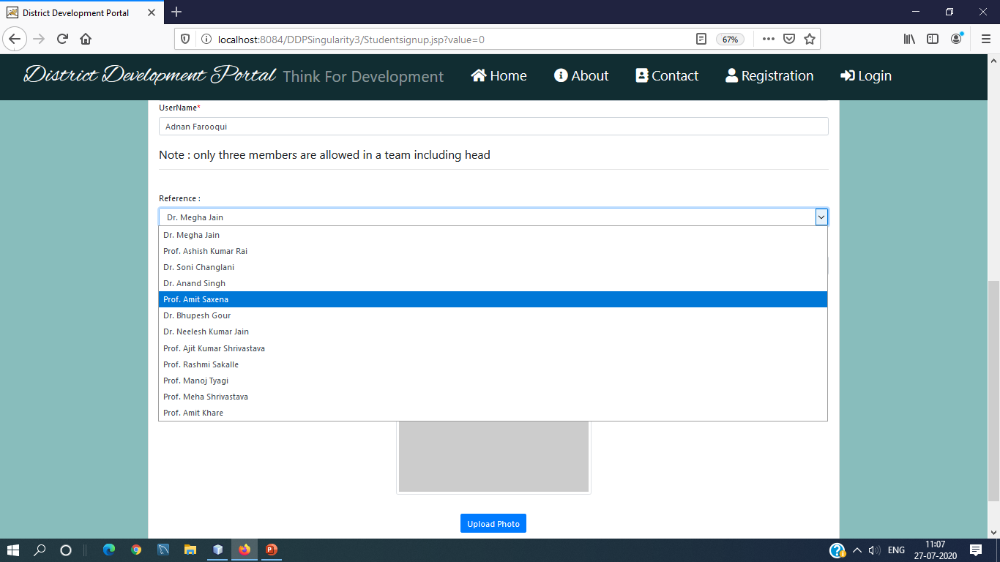 District Development Portal
localhost:8084/DDPSingularity3/Studentsignup.jsp?value=0
67%
District Development Portal Think For Development Home About Contact Registration Login
UserName*
Adnan Farooqui
Note : only three members are allowed in a team including head
Reference :
Dr. Megha Jain
Dr. Megha Jain
Prof. Ashish Kumar Rai
Dr. Soni Changlani
Dr. Anand Singh
Prof. Amit Saxena
Dr. Bhupesh Gour
Dr. Neelesh Kumar Jain
Prof. Ajit Kumar Shrivastava
Prof. Rashmi Sakalle
Prof. Manoj Tyagi
Prof. Meha Shrivastava
Prof. Amit Khare
Upload Photo
ENG
11:07
27-07-2020